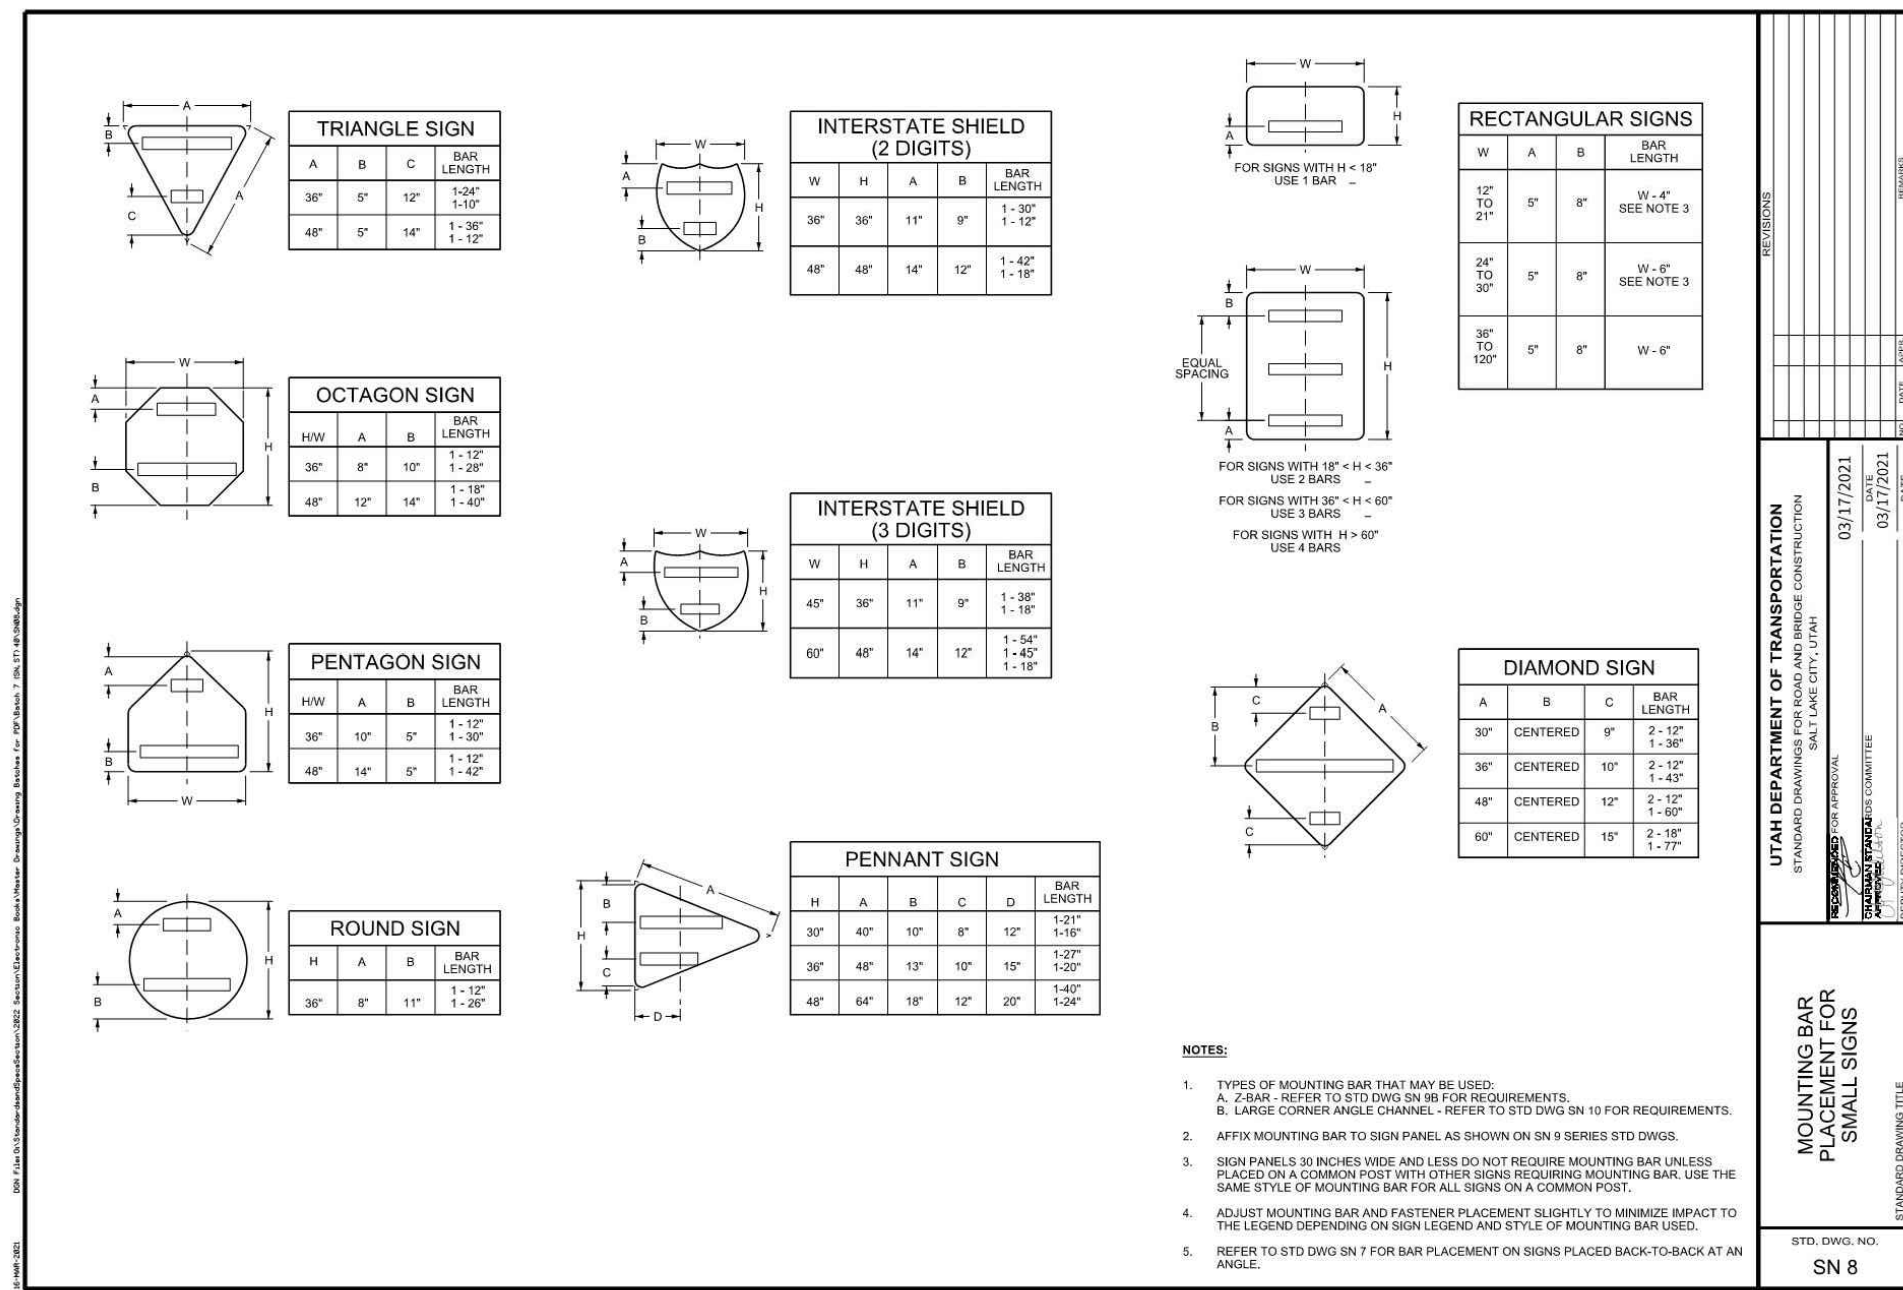 A
B
C
A
TRIANGLE SIGN
A B C BAR LENGTH
36" 5" 12" 1-24" 1-10"
48" 5" 14" 1 - 36" 1 - 12"
W
A
B
H
OCTAGON SIGN
H/W A B BAR LENGTH
36" 8" 10" 1 - 12" 1 - 28"
48" 12" 14" 1 - 18" 1 - 40"
A
B
H
W
PENTAGON SIGN
H/W A B BAR LENGTH
36" 10" 5" 1 - 12" 1 - 30"
48" 14" 5" 1 - 12" 1 - 42"
A
B
H
ROUND SIGN
H A B BAR LENGTH
36" 8" 11" 1 - 12" 1 - 26"
W
A
B
H
INTERSTATE SHIELD
(2 DIGITS)
W H A B BAR LENGTH
36" 36" 11" 9" 1 - 30" 1 - 12"
48" 48" 14" 12" 1 - 42" 1 - 18"
W
A
B
H
INTERSTATE SHIELD
(3 DIGITS)
W H A B BAR LENGTH
45" 36" 11" 9" 1 - 38" 1 - 18"
60" 48" 14" 12" 1 - 54" 1 - 45" 1 - 18"
A
B
H
C
D
PENNANT SIGN
H A B C D BAR LENGTH
30" 40" 10" 8" 12" 1-21" 1-16"
36" 48" 13" 10" 15" 1-27" 1-20"
48" 64" 18" 12" 20" 1-40" 1-24"
W
A
H
FOR SIGNS WITH H < 18"
USE 1 BAR
W
B
EQUAL
SPACING
H
A
FOR SIGNS WITH 18" < H < 36"
USE 2 BARS
FOR SIGNS WITH 36" < H < 60"
USE 3 BARS
FOR SIGNS WITH H > 60"
USE 4 BARS
RECTANGULAR SIGNS
W A B BAR LENGTH
12" TO 21" 5" 8" W - 4" SEE NOTE 3
24" TO 30" 5" 8" W - 6" SEE NOTE 3
36" TO 120" 5" 8" W - 6"
C
B
A
C
DIAMOND SIGN
A B C BAR LENGTH
30" CENTERED 9" 2 - 12" 1 - 36"
36" CENTERED 10" 2 - 12" 1 - 43"
48" CENTERED 12" 2 - 12" 1 - 60"
60" CENTERED 15" 2 - 18" 1 - 77"
NOTES:
1. TYPES OF MOUNTING BAR THAT MAY BE USED:
A. Z-BAR - REFER TO STD DWG SN 9B FOR REQUIREMENTS.
B. LARGE CORNER ANGLE CHANNEL - REFER TO STD DWG SN 10 FOR REQUIREMENTS.
2. AFFIX MOUNTING BAR TO SIGN PANEL AS SHOWN ON SN 9 SERIES STD DWGS.
3. SIGN PANELS 30 INCHES WIDE AND LESS DO NOT REQUIRE MOUNTING BAR UNLESS
PLACED ON A COMMON POST WITH OTHER SIGNS REQUIRING MOUNTING BAR. USE THE
SAME STYLE OF MOUNTING BAR FOR ALL SIGNS ON A COMMON POST.
4. ADJUST MOUNTING BAR AND FASTENER PLACEMENT SLIGHTLY TO MINIMIZE IMPACT TO
THE LEGEND DEPENDING ON SIGN LEGEND AND STYLE OF MOUNTING BAR USED.
5. REFER TO STD DWG SN 7 FOR BAR PLACEMENT ON SIGNS PLACED BACK-TO-BACK AT AN
ANGLE.
REVISIONS
REMARKS
UTAH DEPARTMENT OF TRANSPORTATION
STANDARD DRAWINGS FOR ROAD AND BRIDGE CONSTRUCTION
SALT LAKE CITY, UTAH
RECOMMENDED FOR APPROVAL
03/17/2021
CHAIRMAN STANDARDS COMMITTEE
DATE
APPROVED
03/17/2021
MOUNTING BAR
PLACEMENT FOR
SMALL SIGNS
STANDARD DRAWING TITLE
STD. DWG. NO.
SN 8
16-MAR-2021